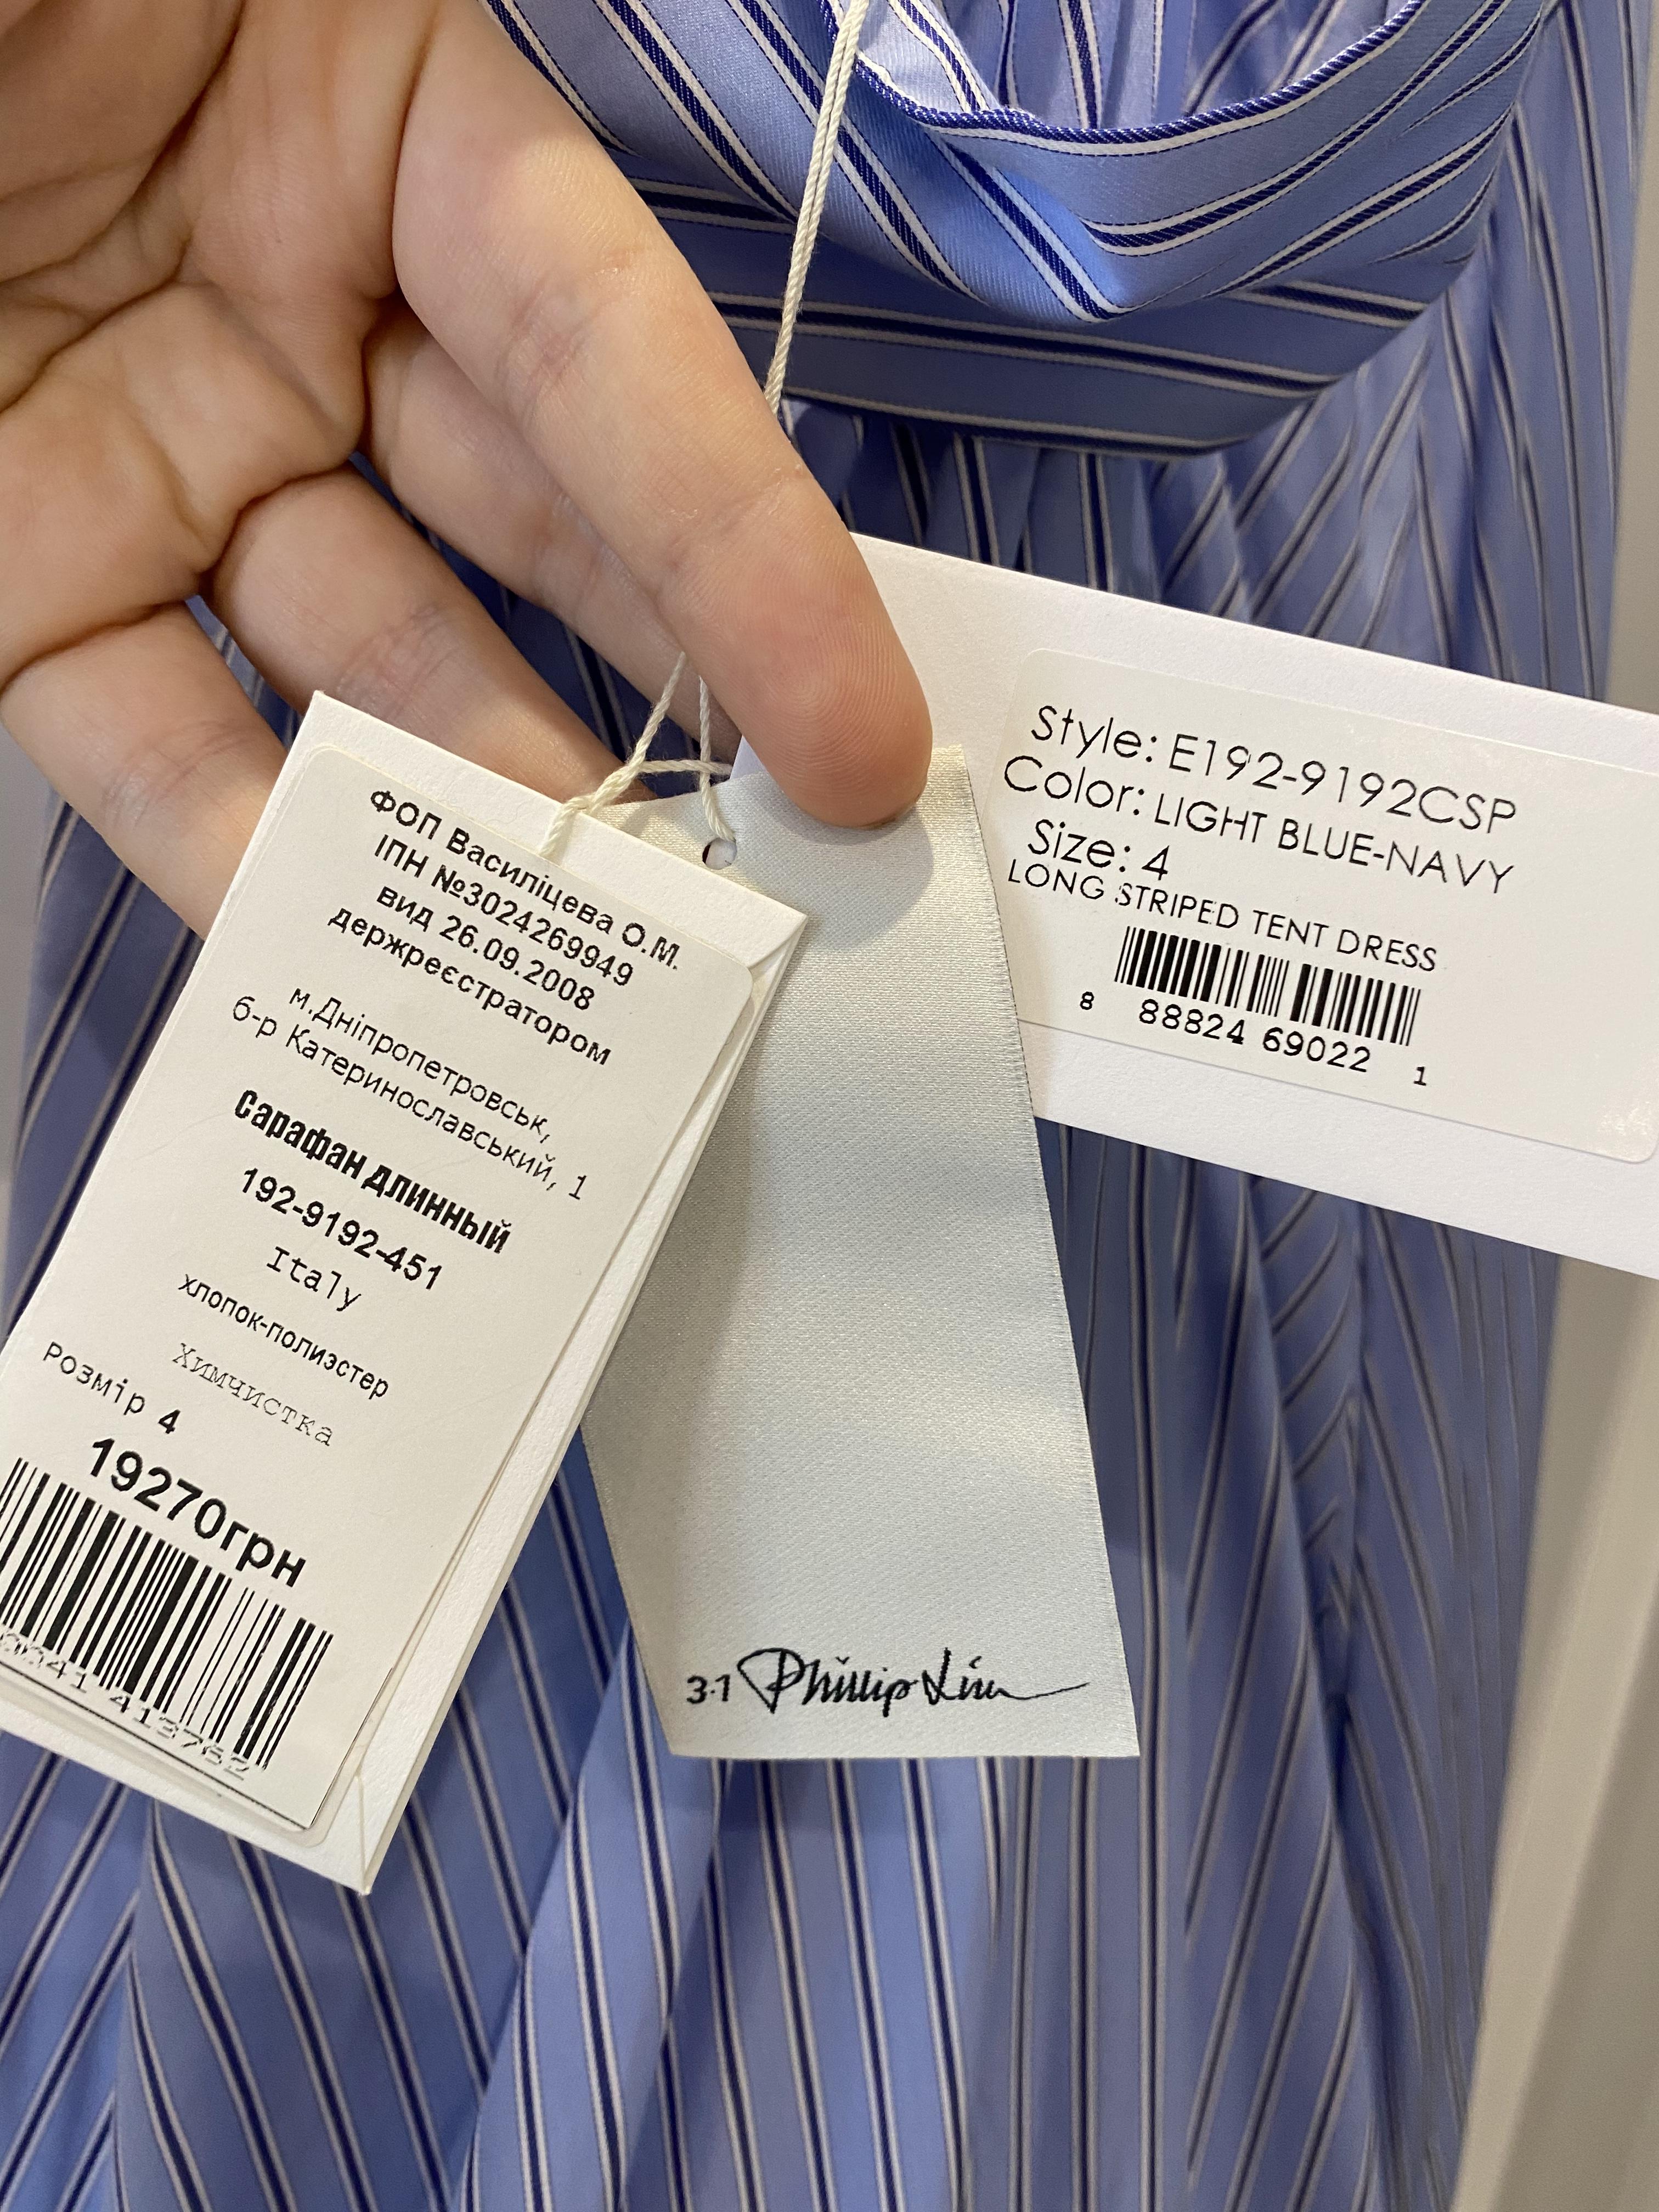 ФОП Василіцева О.М.
ІПН №3024269949
вид 26.09.2008
держреєстратором
м.Дніпропетровськ,
б-р Катеринославський, 1
Сарафан длинный
192-9192-451
Italy
хлопок-полиэстер
Химчистка
Розмір 4
19270грн
Style: E192-9192CSP
Color: LIGHT BLUE-NAVY
Size: 4
LONG STRIPED TENT DRESS
8 88824 69022 1
3·1 Phillip Lim